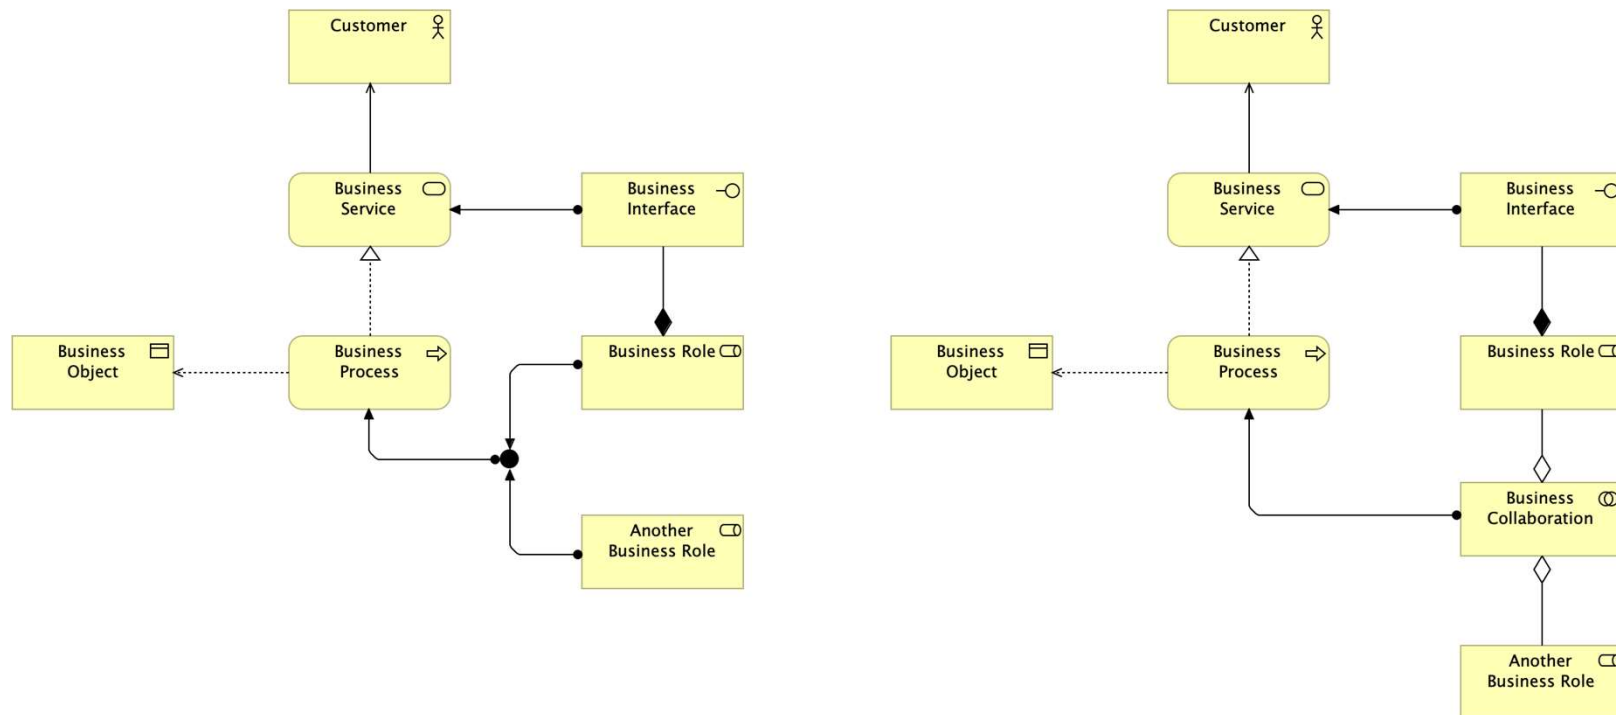 Customer
Business
Service
Business
Interface
Business
Object
Business
Process
Business Role
Another
Business Role
Customer
Business
Service
Business
Interface
Business
Object
Business
Process
Business Role
Business
Collaboration
Another
Business Role